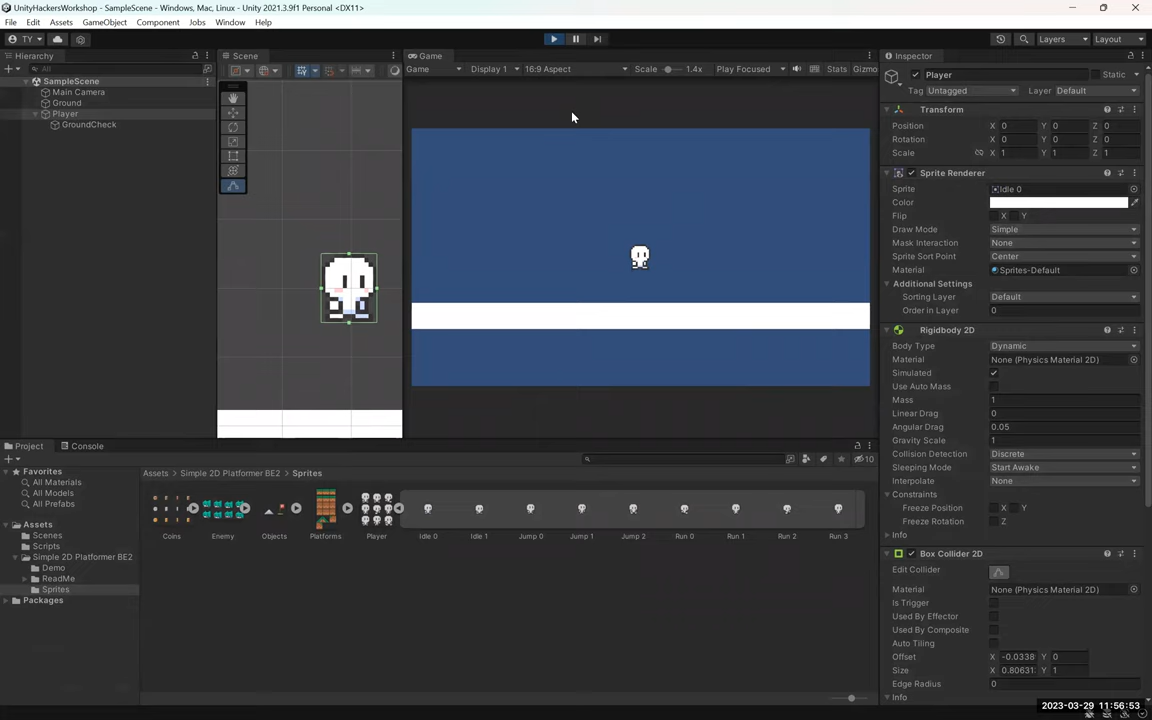 UnityHackersWorkshop - SampleScene - Windows, Mac, Linux - Unity 2021.3.9f1 Personal <DX11>
File Edit Assets GameObject Component Jobs Window Help
TY Layers Layout
Hierarchy
All
SampleScene
Main Camera
Ground
Player
GroundCheck
Scene
Game
Game Display 1 16:9 Aspect Scale 1.4x Play Focused Stats Gizmo
Inspector
Player Static
Tag Untagged Layer Default
Transform
Position X 0 Y 0 Z 0
Rotation X 0 Y 0 Z 0
Scale X 1 Y 1 Z 1
Sprite Renderer
Sprite Idle 0
Color
Flip X Y
Draw Mode Simple
Mask Interaction None
Sprite Sort Point Center
Material Sprites-Default
Additional Settings
Sorting Layer Default
Order in Layer 0
Rigidbody 2D
Body Type Dynamic
Material None (Physics Material 2D)
Simulated
Use Auto Mass
Mass 1
Linear Drag 0
Angular Drag 0.05
Gravity Scale 1
Collision Detection Discrete
Sleeping Mode Start Awake
Interpolate None
Constraints
Freeze Position X Y
Freeze Rotation Z
Info
Box Collider 2D
Edit Collider
Material None (Physics Material 2D)
Is Trigger
Used By Effector
Used By Composite
Auto Tiling
Offset X -0.0338 Y 0
Size X 0.80631 Y 1
Edge Radius 0
Info
Project Console
10
Favorites
All Materials
All Models
All Prefabs
Assets
Scenes
Scripts
Simple 2D Platformer BE2
Demo
ReadMe
Sprites
Packages
Assets > Simple 2D Platformer BE2 > Sprites
Coins Enemy Objects Platforms Player Idle 0 Idle 1 Jump 0 Jump 1 Jump 2 Run 0 Run 1 Run 2 Run 3
2023-03-29 11:56:53